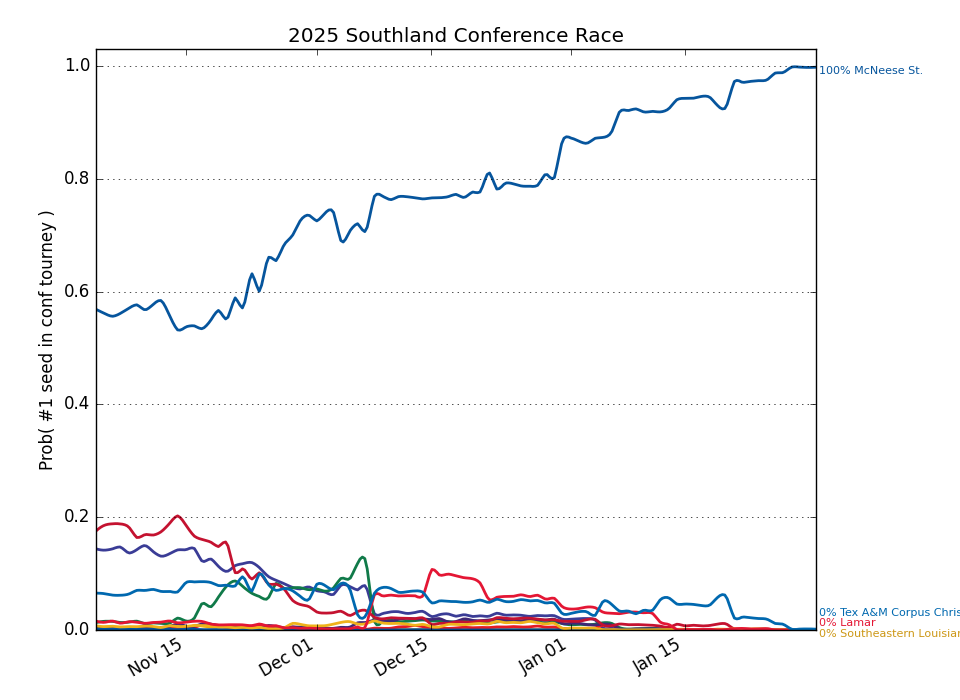 2025 Southland Conference Race
1.0
0.8
0.6
0.4
0.2
0.0
Prob( #1 seed in conf tourney )
Nov 15
Dec 01
Dec 15
Jan 01
Jan 15
100% McNeese St.
0% Tex A&M Corpus Chris
0% Lamar
0% Southeastern Louisian